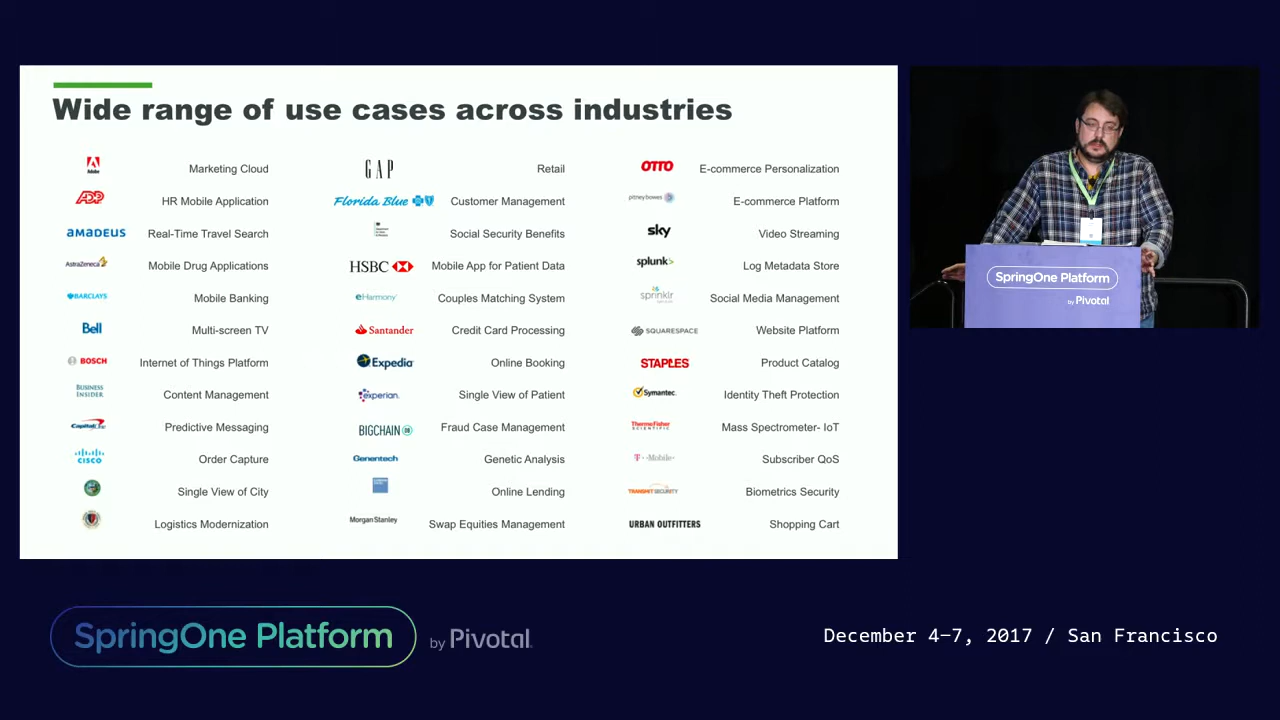 Wide range of use cases across industries
Adobe Marketing Cloud
ADP HR Mobile Application
amadeus Real-Time Travel Search
AstraZeneca Mobile Drug Applications
BARCLAYS Mobile Banking
Bell Multi-screen TV
BOSCH Internet of Things Platform
BUSINESS INSIDER Content Management
Capital One Predictive Messaging
CISCO Order Capture
Single View of City
Logistics Modernization
GAP Retail
Florida Blue Customer Management
Social Security Benefits
HSBC Mobile App for Patient Data
eHarmony Couples Matching System
Santander Credit Card Processing
Expedia Online Booking
experian. Single View of Patient
BIGCHAIN DB Fraud Case Management
Genentech Genetic Analysis
Online Lending
Morgan Stanley Swap Equities Management
OTTO E-commerce Personalization
pitney bowes E-commerce Platform
sky Video Streaming
splunk> Log Metadata Store
sprinklr Social Media Management
SQUARESPACE Website Platform
STAPLES Product Catalog
Symantec. Identity Theft Protection
ThermoFisher SCIENTIFIC Mass Spectrometer- IoT
T-Mobile Subscriber QoS
TRANSMIT SECURITY Biometrics Security
URBAN OUTFITTERS Shopping Cart
SpringOne Platform
by Pivotal
SpringOne Platform by Pivotal
December 4–7, 2017 / San Francisco